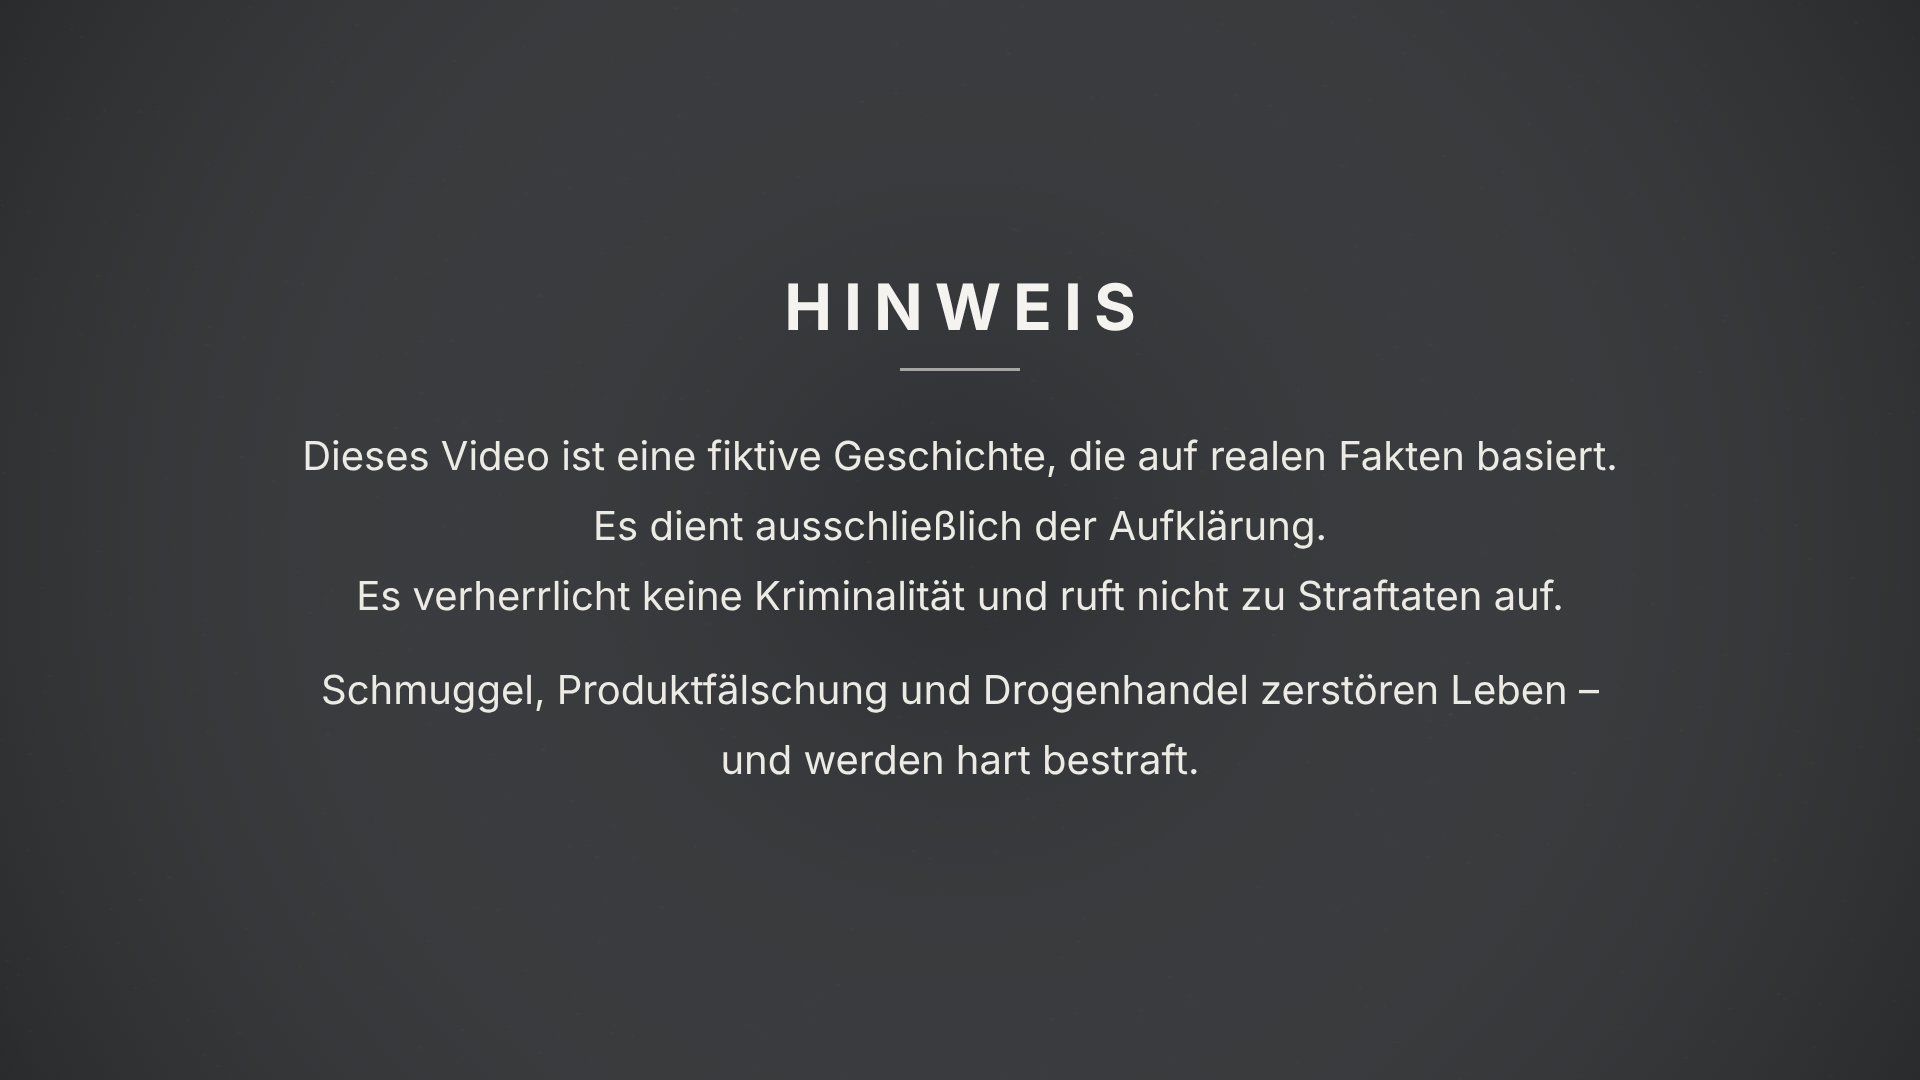 HINWEIS
Dieses Video ist eine fiktive Geschichte, die auf realen Fakten basiert.
Es dient ausschließlich der Aufklärung.
Es verherrlicht keine Kriminalität und ruft nicht zu Straftaten auf.
Schmuggel, Produktfälschung und Drogenhandel zerstören Leben –
und werden hart bestraft.